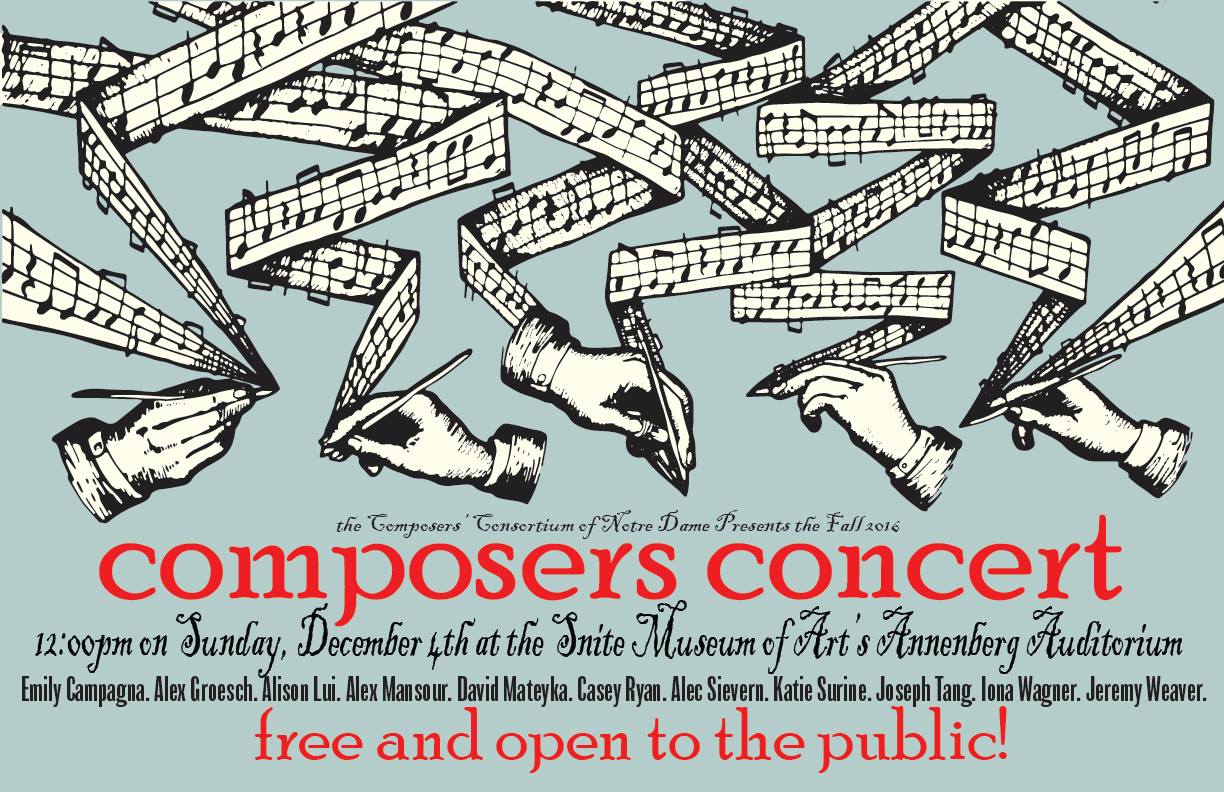 the Composers' Consortium of Notre Dame Presents the Fall 2016
composers concert
12:00pm on Sunday, December 4th at the Snite Museum of Art's Annenberg Auditorium
Emily Campagna. Alex Groesch. Alison Lui. Alex Mansour. David Mateyka. Casey Ryan. Alec Sievern. Katie Surine. Joseph Tang. Iona Wagner. Jeremy Weaver.
free and open to the public!